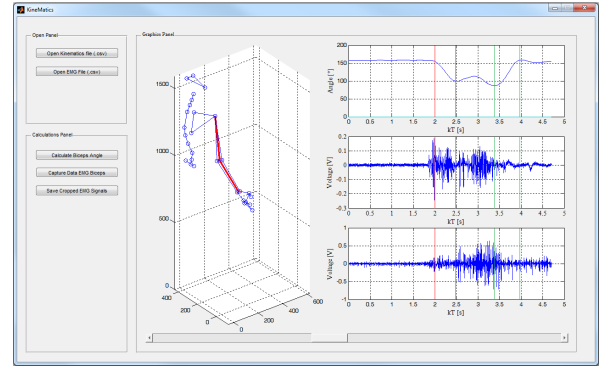 KineMatics
Open Panel
Open Kinematics file (.csv)
Open EMG File (.csv)
Calculations Panel
Calculate Biceps Angle
Capture Data EMG Biceps
Save Cropped EMG Signals
Graphics Panel
1500
1000
500
0
400
200
0
0
200
400
600
200
150
100
50
0
Angle [°]
0 0.5 1 1.5 2 2.5 3 3.5 4 4.5 5
kT [s]
0.2
0.1
0
-0.1
-0.2
-0.3
Voltage [V]
0 0.5 1 1.5 2 2.5 3 3.5 4 4.5 5
kT [s]
1
0.5
0
-0.5
-1
Voltage [V]
0 0.5 1 1.5 2 2.5 3 3.5 4 4.5 5
kT [s]